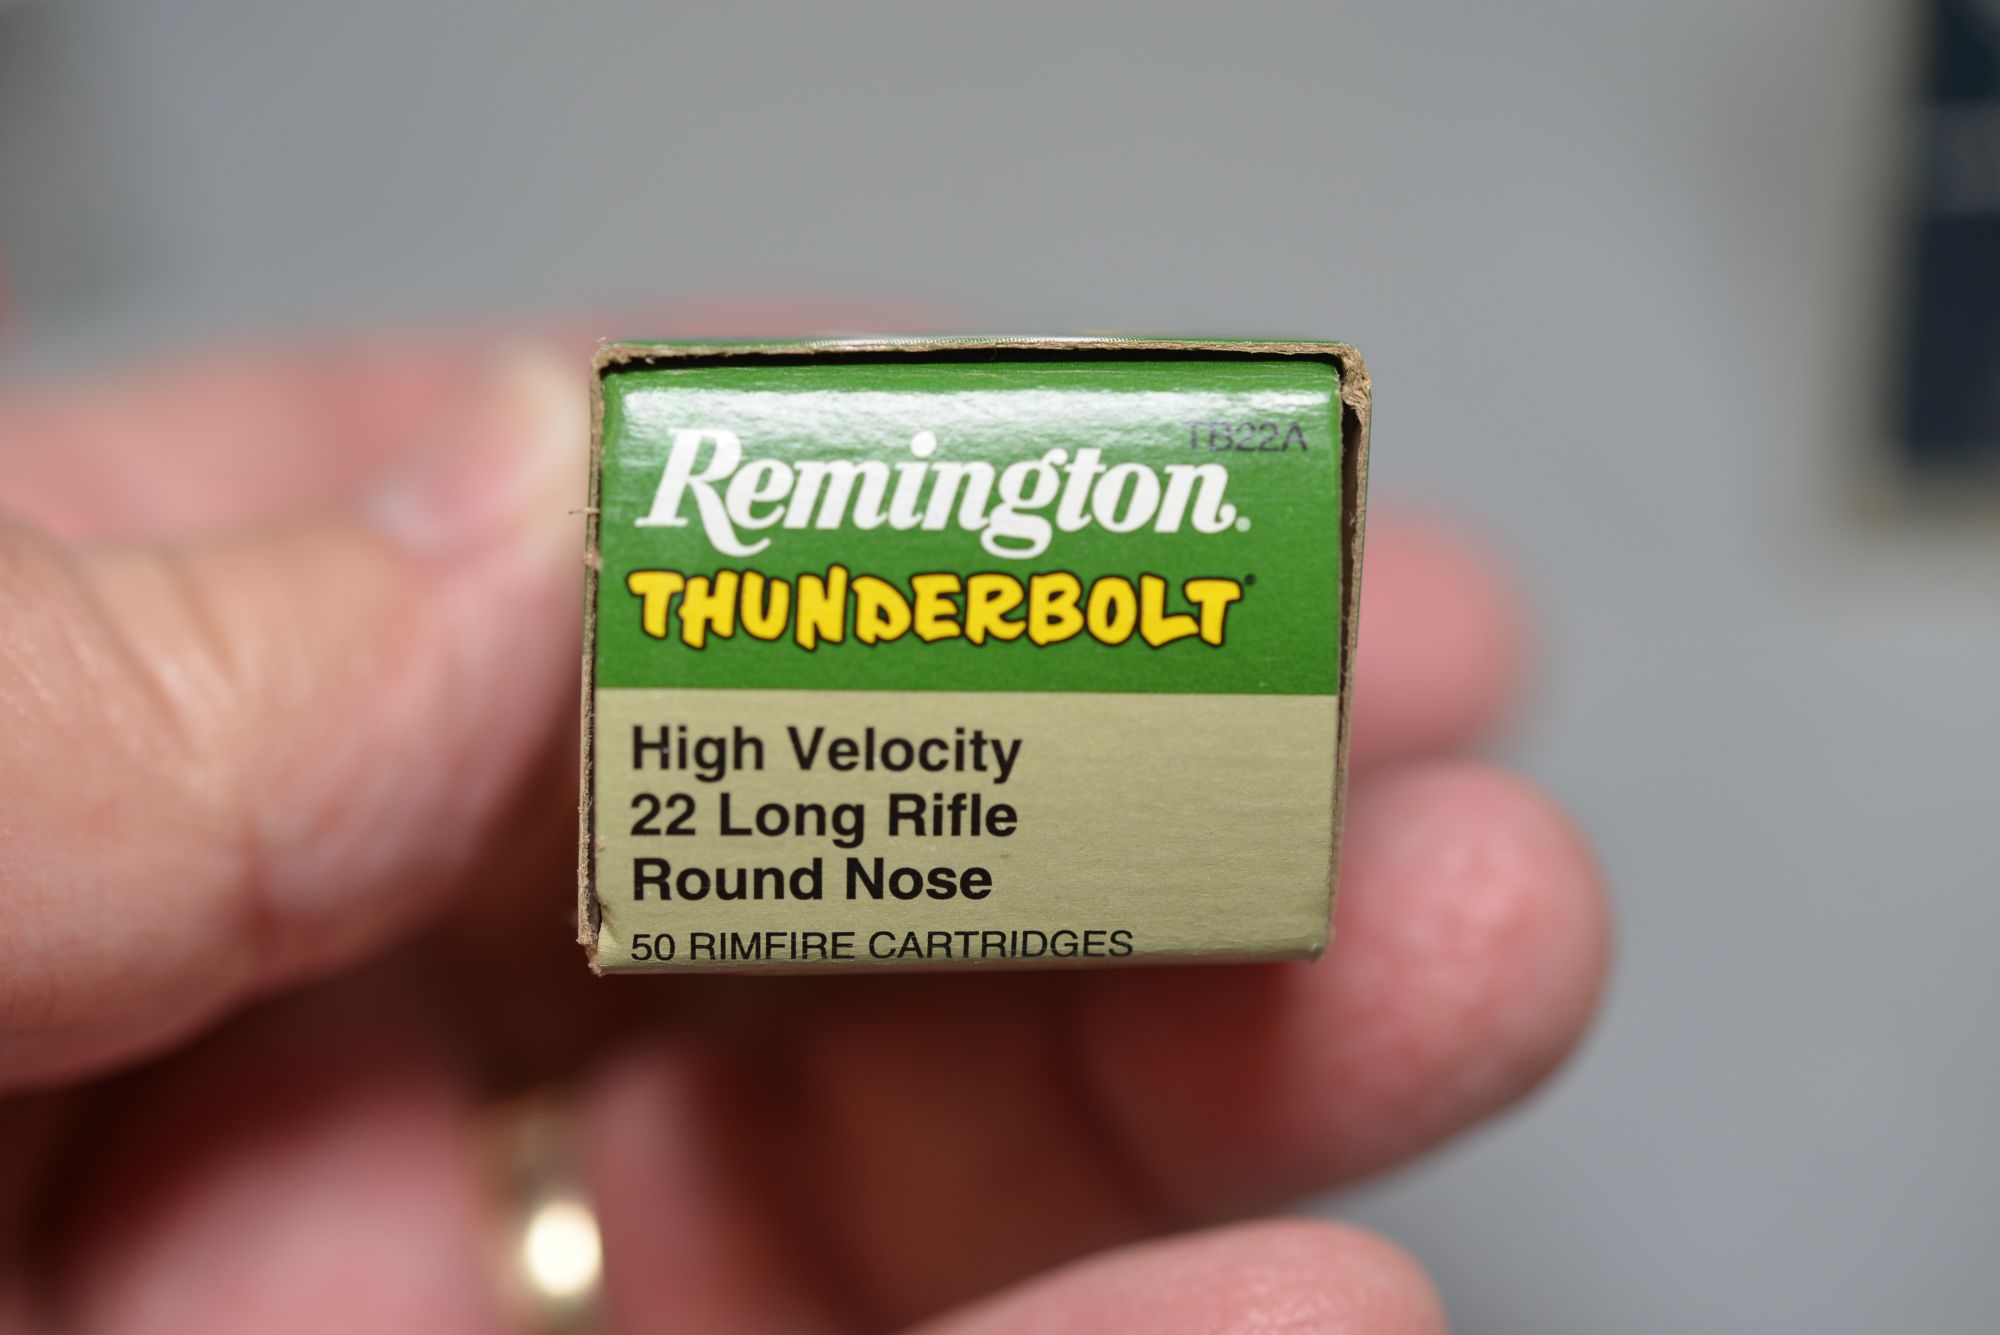 TB22A
Remington.
THUNDERBOLT
High Velocity
22 Long Rifle
Round Nose
50 RIMFIRE CARTRIDGES